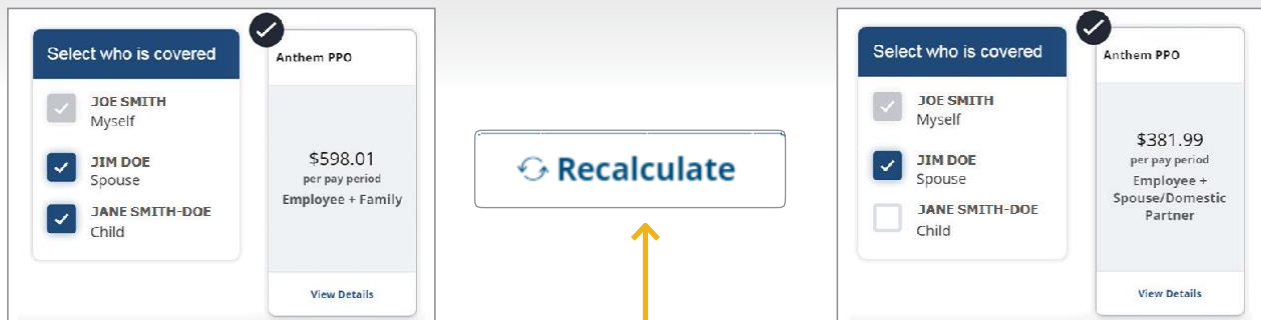 Select who is covered
JOE SMITH
Myself
JIM DOE
Spouse
JANE SMITH-DOE
Child
Anthem PPO
$598.01
per pay period
Employee + Family
View Details
Recalculate
Select who is covered
JOE SMITH
Myself
JIM DOE
Spouse
JANE SMITH-DOE
Child
Anthem PPO
$381.99
per pay period
Employee +
Spouse/Domestic
Partner
View Details